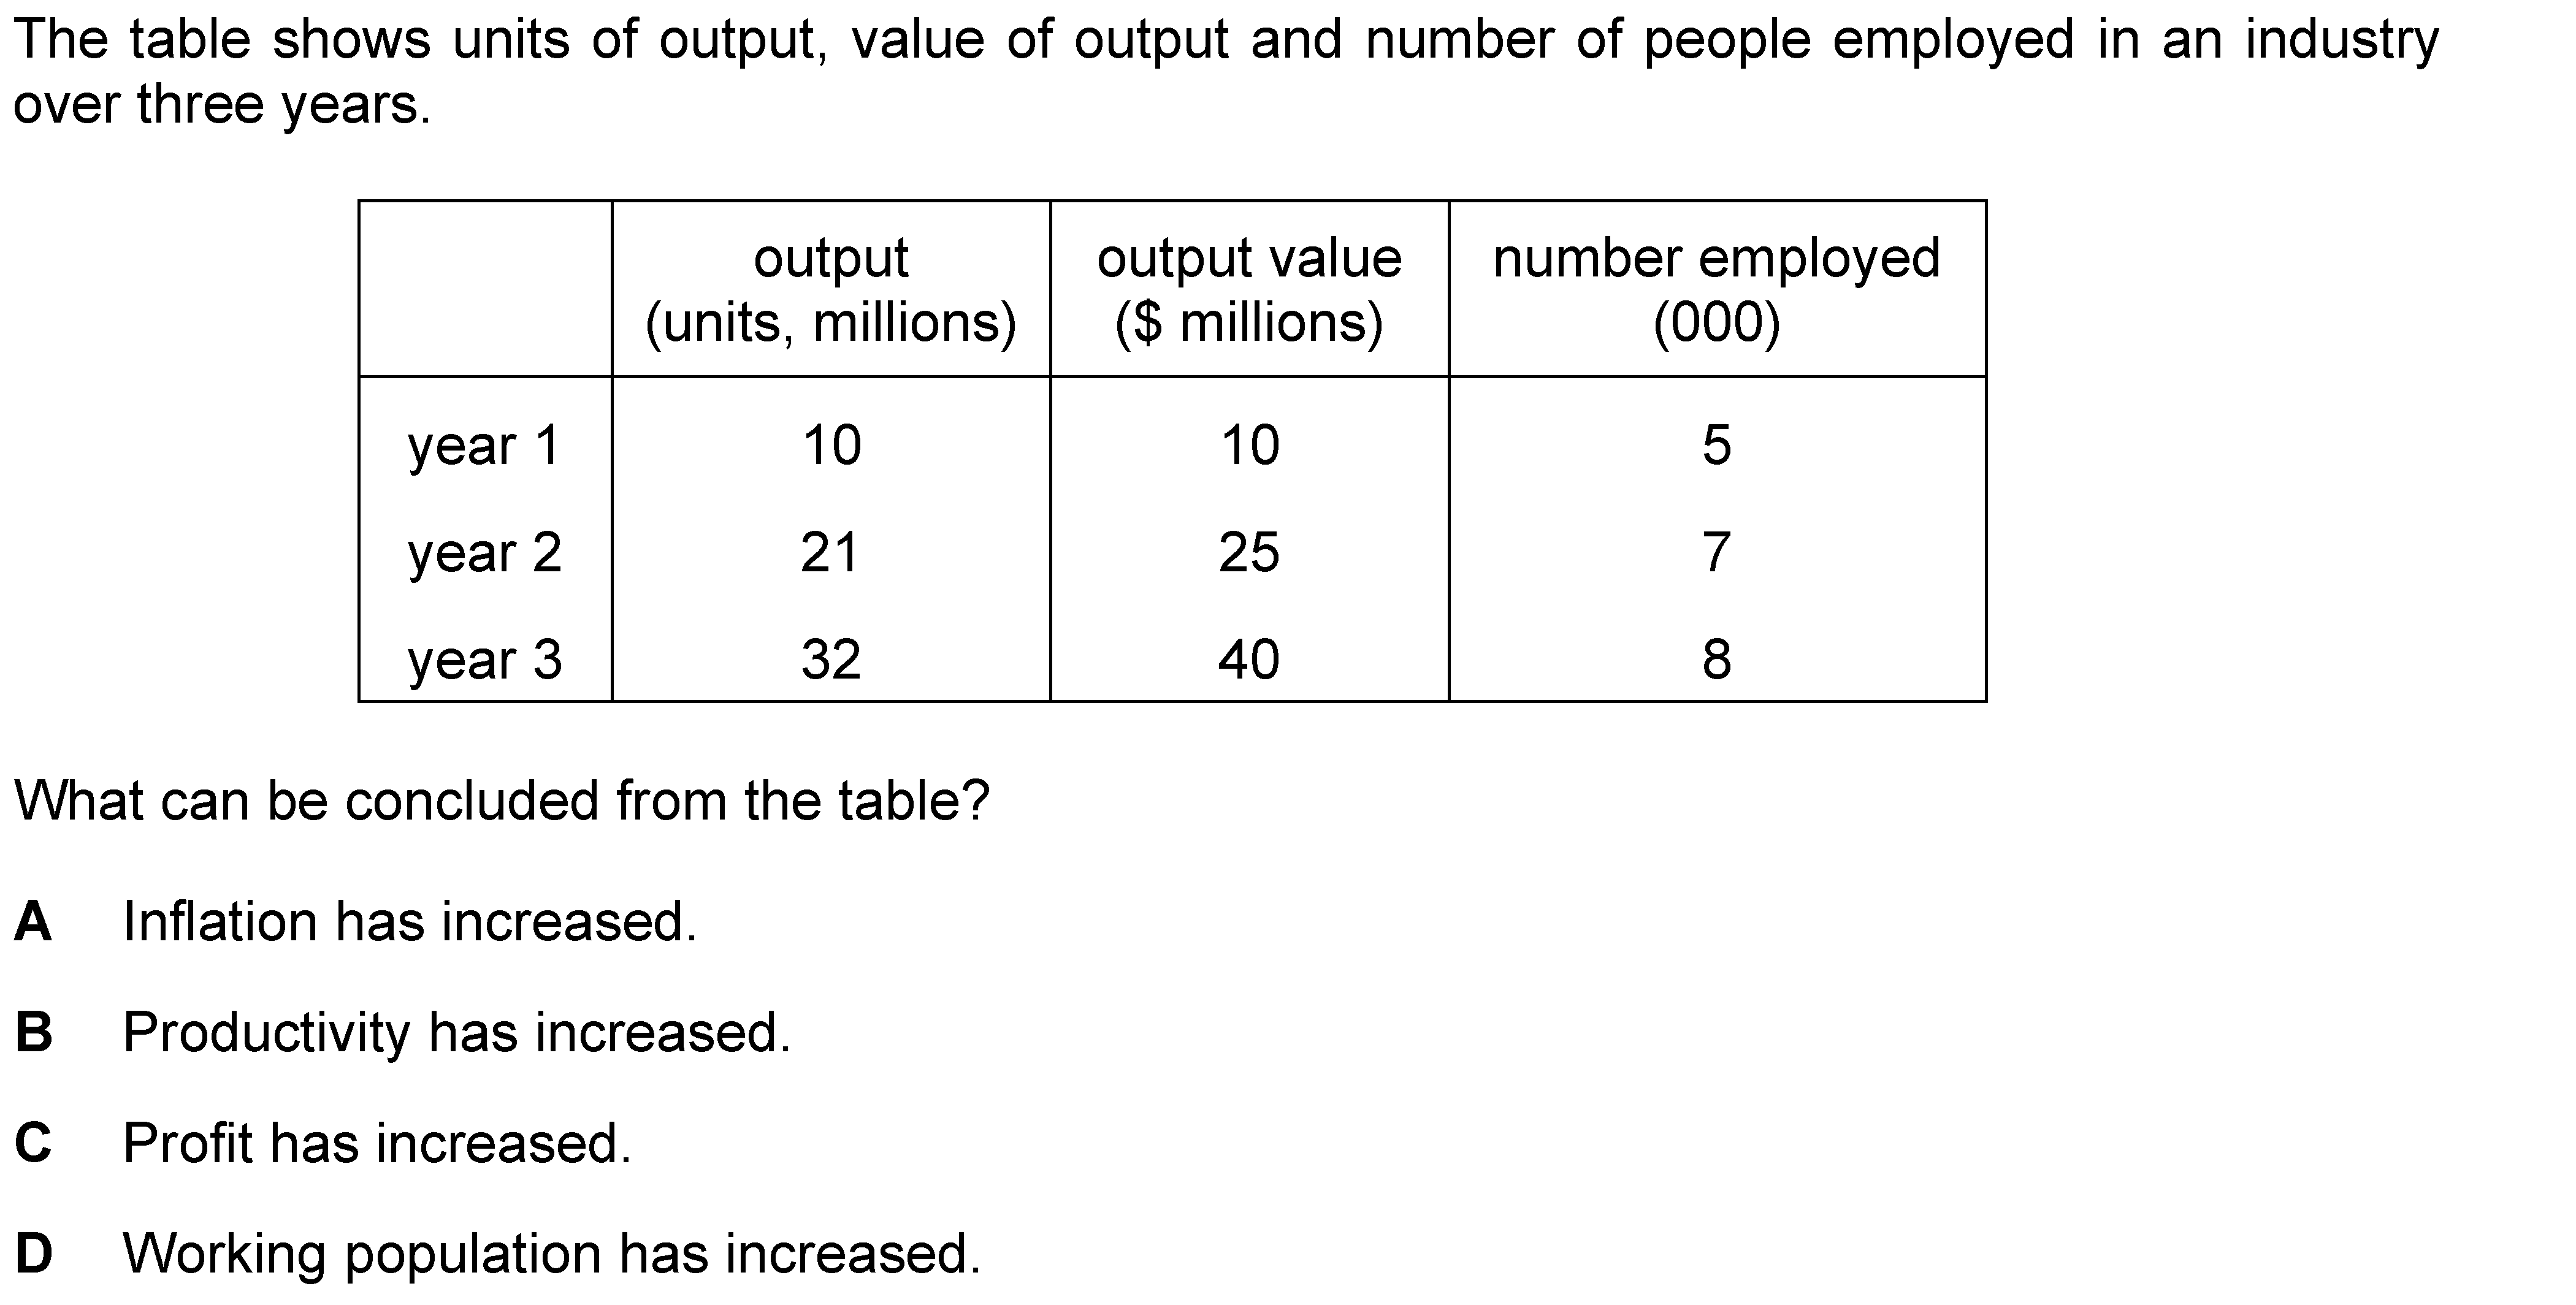 The table shows units of output, value of output and number of people employed in an industry
over three years.
output
(units, millions)
output value
($ millions)
number employed
(000)
year 1 10 10 5
year 2 21 25 7
year 3 32 40 8
What can be concluded from the table?
A Inflation has increased.
B Productivity has increased.
C Profit has increased.
D Working population has increased.